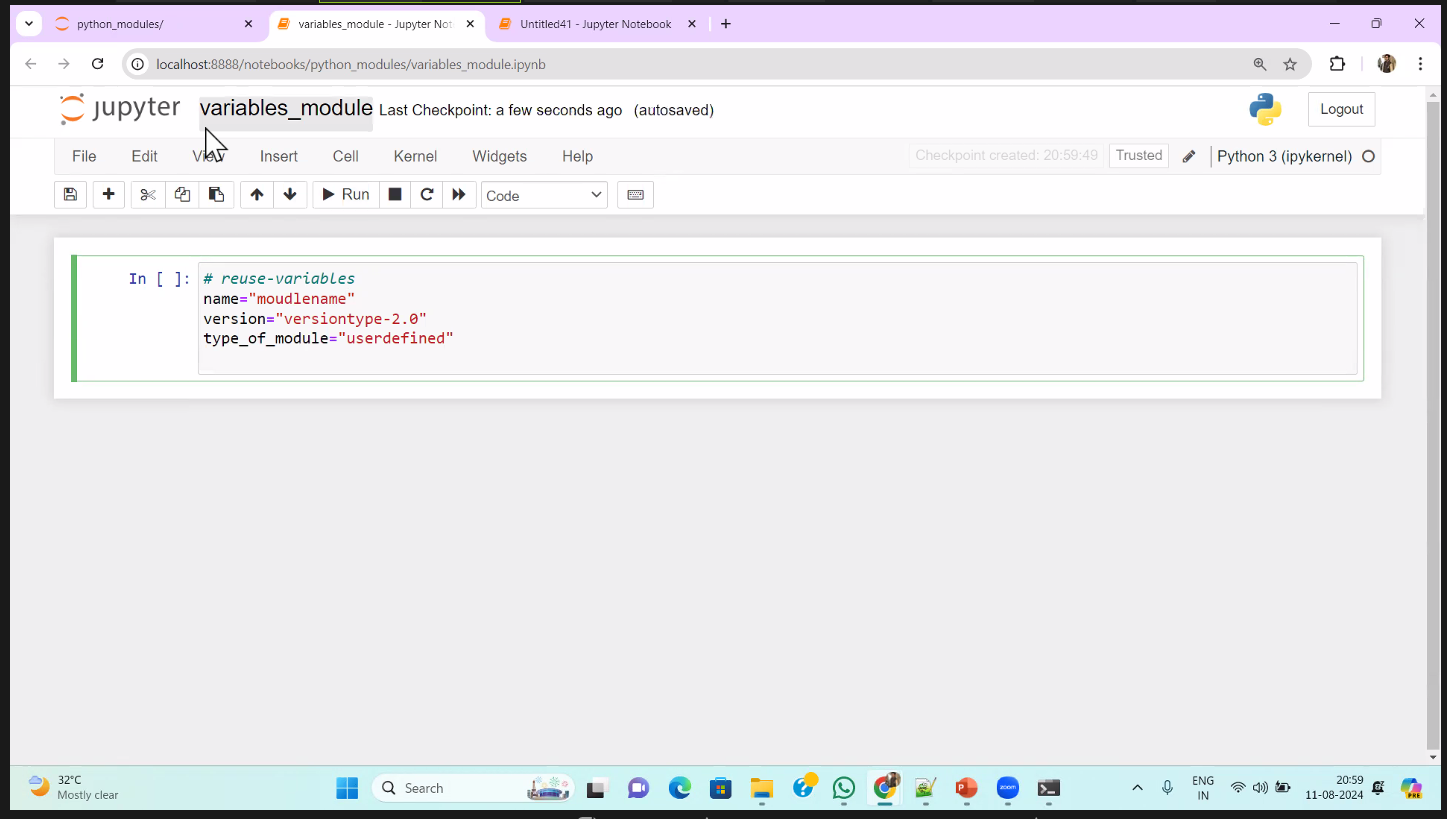 python_modules/
variables_module - Jupyter Not
Untitled41 - Jupyter Notebook
localhost:8888/notebooks/python_modules/variables_module.ipynb
jupyter variables_module Last Checkpoint: a few seconds ago (autosaved)
Logout
File Edit View Insert Cell Kernel Widgets Help Checkpoint created: 20:59:49 Trusted Python 3 (ipykernel)
Run Code
In [ ]: # reuse-variables
name="moudlename"
version="versiontype-2.0"
type_of_module="userdefined"
32°C
Mostly clear
Search
zoom
ENG
IN
20:59
11-08-2024
PRE